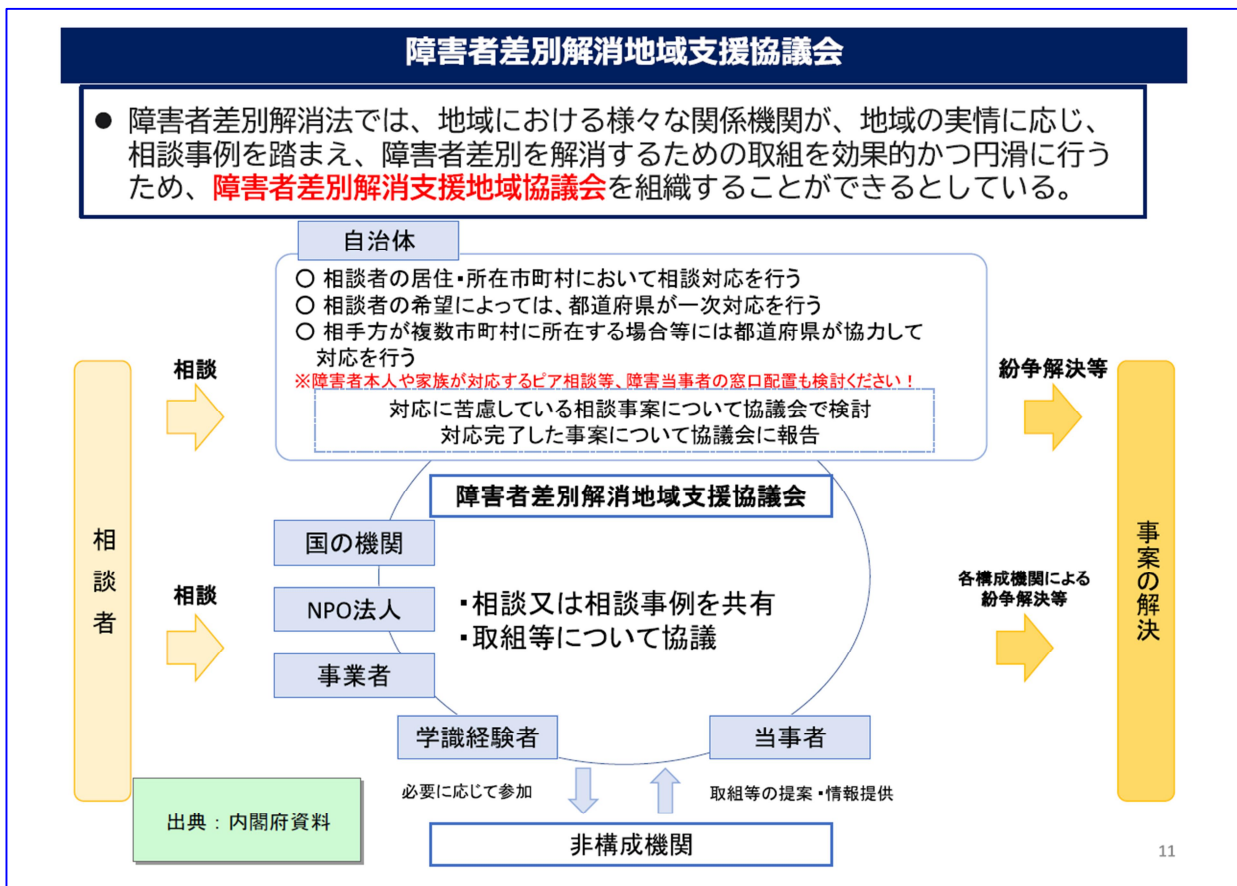 障害者差別解消地域支援協議会
● 障害者差別解消法では、地域における様々な関係機関が、地域の実情に応じ、
相談事例を踏まえ、障害者差別を解消するための取組を効果的かつ円滑に行う
ため、障害者差別解消支援地域協議会を組織することができるとしている。
自治体
○ 相談者の居住・所在市町村において相談対応を行う
○ 相談者の希望によっては、都道府県が一次対応を行う
○ 相手方が複数市町村に所在する場合等には都道府県が協力して
対応を行う
※障害者本人や家族が対応するピア相談等、障害当事者の窓口配置も検討ください！
対応に苦慮している相談事案について協議会で検討
対応完了した事案について協議会に報告
相談
紛争解決等
相談者
障害者差別解消地域支援協議会
国の機関
NPO法人
事業者
・相談又は相談事例を共有
・取組等について協議
相談
各構成機関による
紛争解決等
事案の解決
学識経験者
当事者
必要に応じて参加
取組等の提案・情報提供
非構成機関
出典：内閣府資料
11